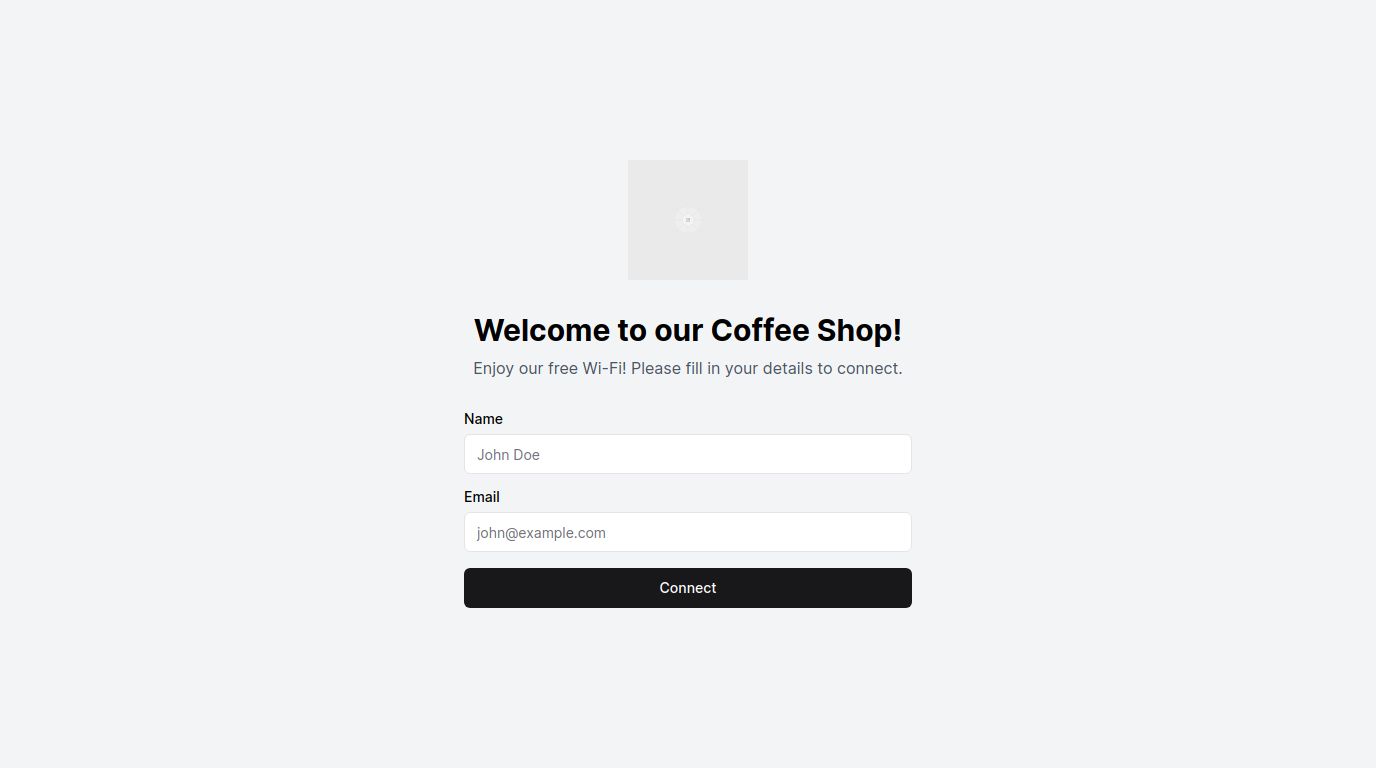 Welcome to our Coffee Shop!
Enjoy our free Wi-Fi! Please fill in your details to connect.
Name
John Doe
Email
john@example.com
Connect